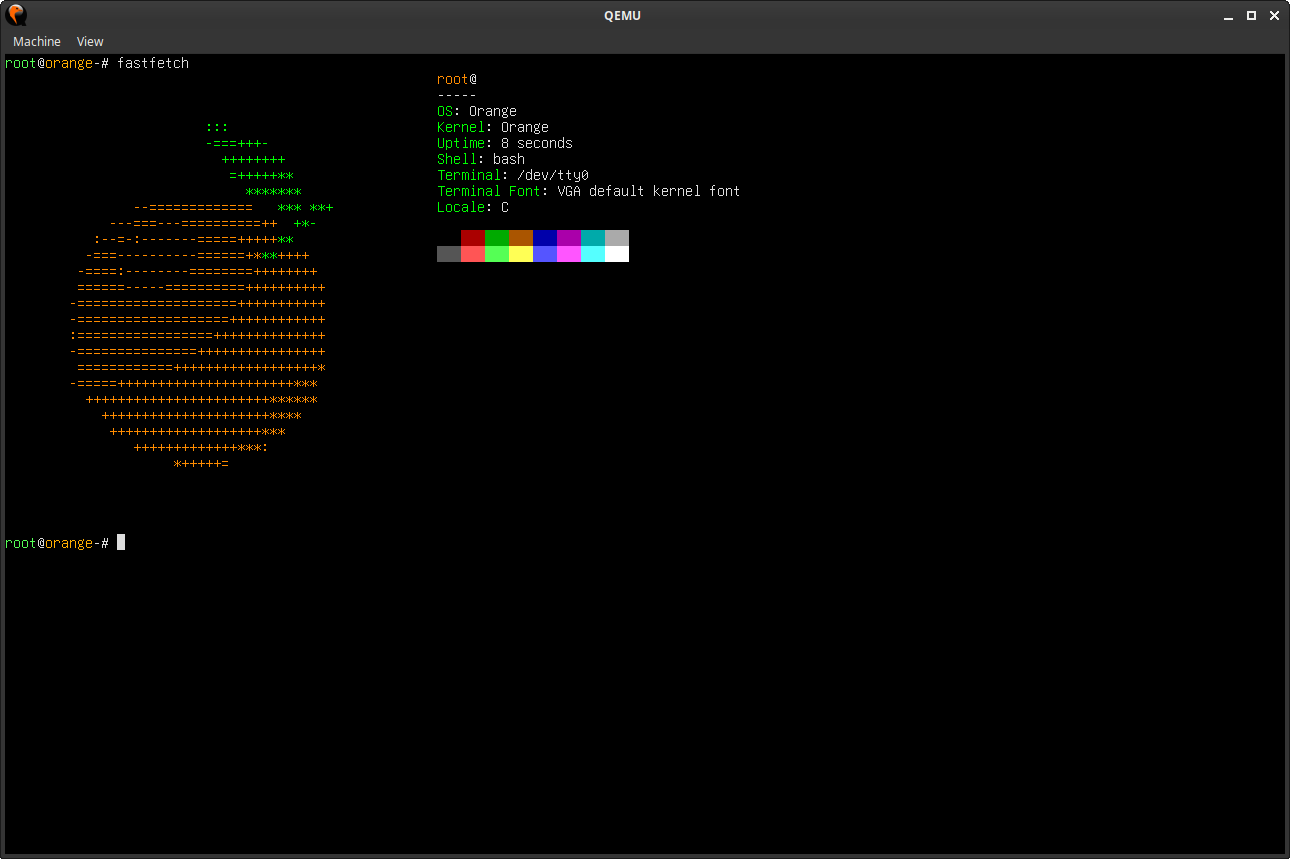 QEMU
Machine View
root@orange-# fastfetch
root@
-----
OS: Orange
Kernel: Orange
Uptime: 8 seconds
Shell: bash
Terminal: /dev/tty0
Terminal Font: VGA default kernel font
Locale: C
root@orange-#